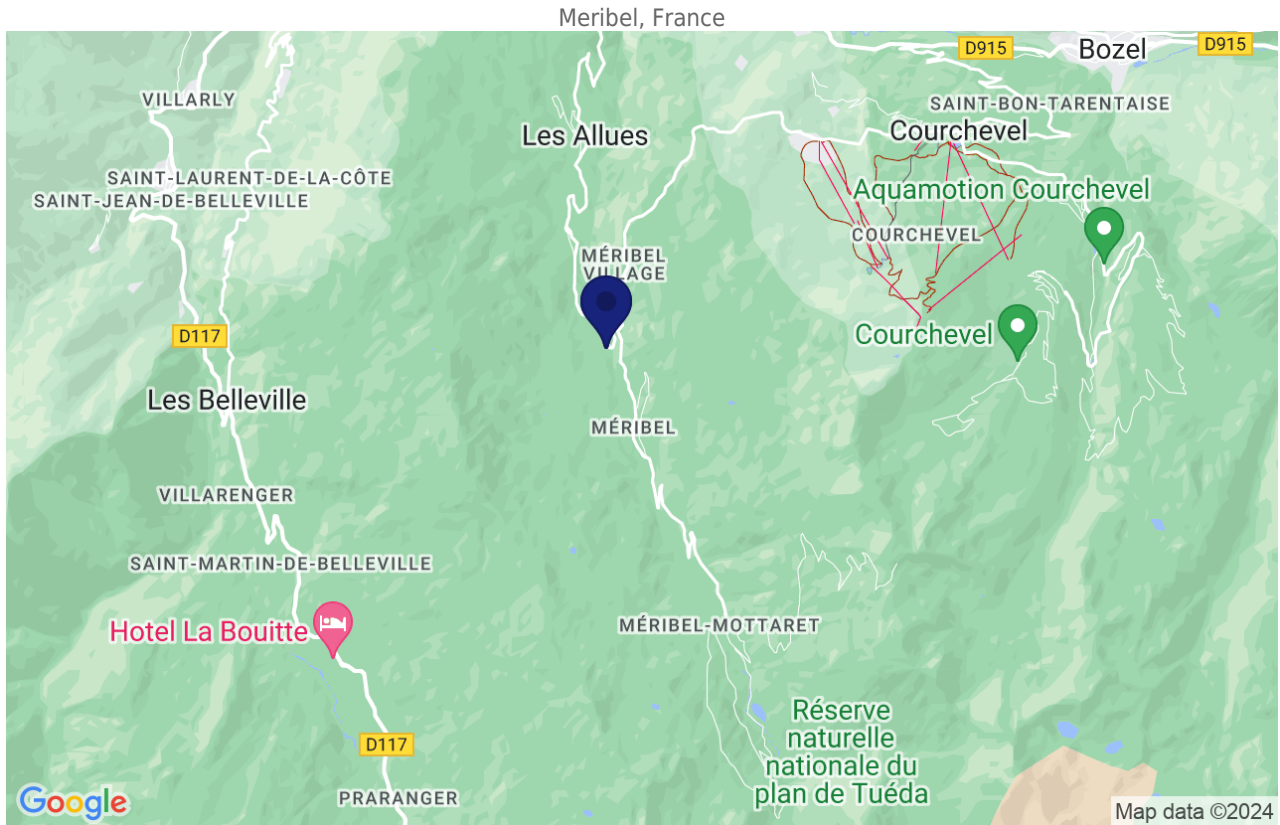 Meribel, France
D915
Bozel
D915
VILLARLY
SAINT-BON-TARENTAISE
Les Allues
Courchevel
SAINT-LAURENT-DE-LA-CÔTE
SAINT-JEAN-DE-BELLEVILLE
Aquamotion Courchevel
COURCHEVEL
MÉRIBEL
VILLAGE
D117
Courchevel
Les Belleville
MÉRIBEL
VILLARENGER
SAINT-MARTIN-DE-BELLEVILLE
Hotel La Bouitte
MÉRIBEL-MOTTARET
Réserve
naturelle
nationale du
plan de Tuéda
D117
PRARANGER
Google
Map data ©2024